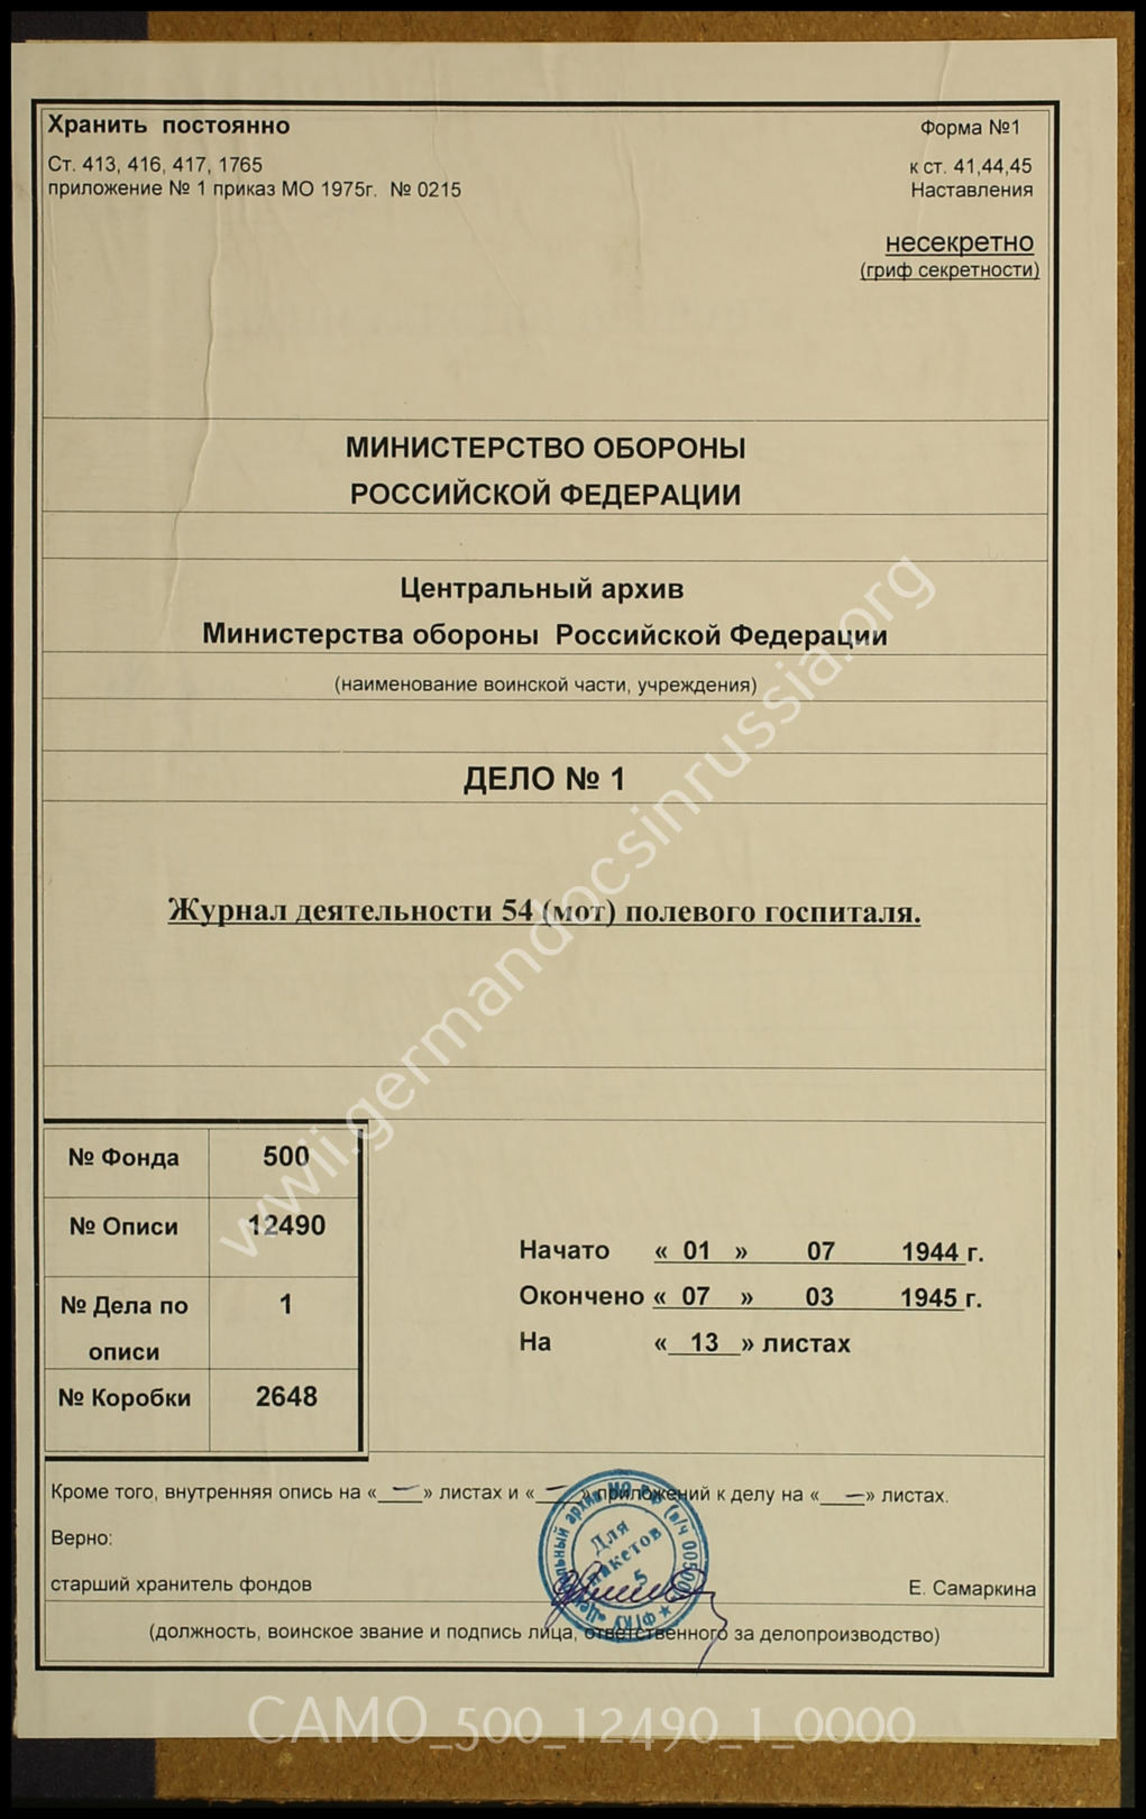 Хранить постоянно
Форма №1
Ст. 413, 416, 417, 1765
к ст. 41,44,45
приложение № 1 приказ МО 1975г. № 0215
Наставления
несекретно
(гриф секретности)
МИНИСТЕРСТВО ОБОРОНЫ
РОССИЙСКОЙ ФЕДЕРАЦИИ
Центральный архив
Министерства обороны Российской Федерации
(наименование воинской части, учреждения)
ДЕЛО № 1
Журнал деятельности 54 (мот) полевого госпиталя.
№ Фонда 500
№ Описи 12490
№ Дела по описи 1
№ Коробки 2648
Начато « 01 » 07 1944 г.
Окончено « 07 » 03 1945 г.
На « 13 » листах
Кроме того, внутренняя опись на «—» листах и «—» приложений к делу на «—» листах.
Верно:
старший хранитель фондов
Е. Самаркина
(должность, воинское звание и подпись лица, ответственного за делопроизводство)
Для
пакетов
5
wwii.germandocsinrussia.org
CAMO_500_12490_1_0000